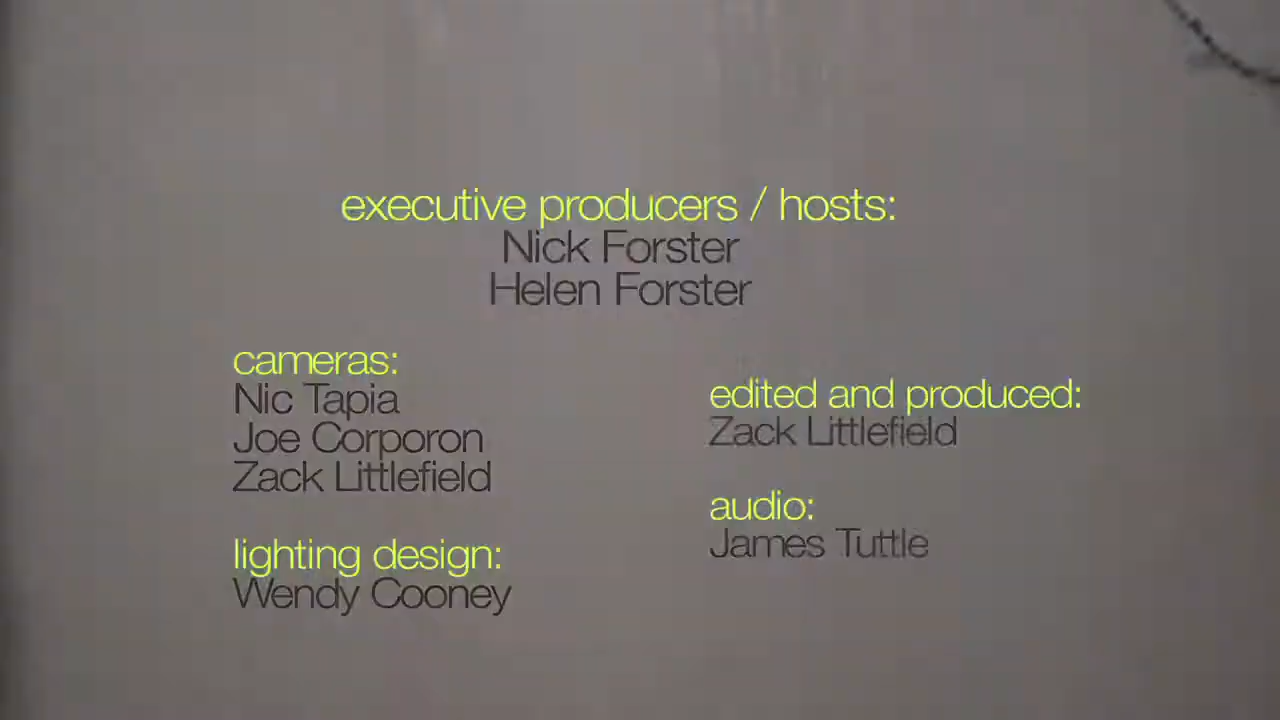 executive producers / hosts:
Nick Forster
Helen Forster
cameras:
Nic Tapia
Joe Corporon
Zack Littlefield
lighting design:
Wendy Cooney
edited and produced:
Zack Littlefield
audio:
James Tuttle